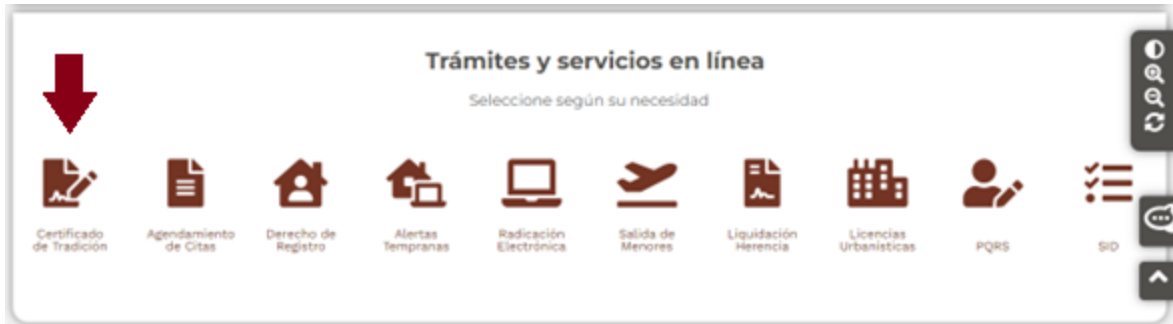 Trámites y servicios en línea
Seleccione según su necesidad
Certificado
de Tradición
Agendamiento
de Citas
Derecho de
Registro
Alertas
Tempranas
Radicación
Electrónica
Salida de
Menores
Liquidación
Herencia
Licencias
Urbanisticas
PQRS
SID